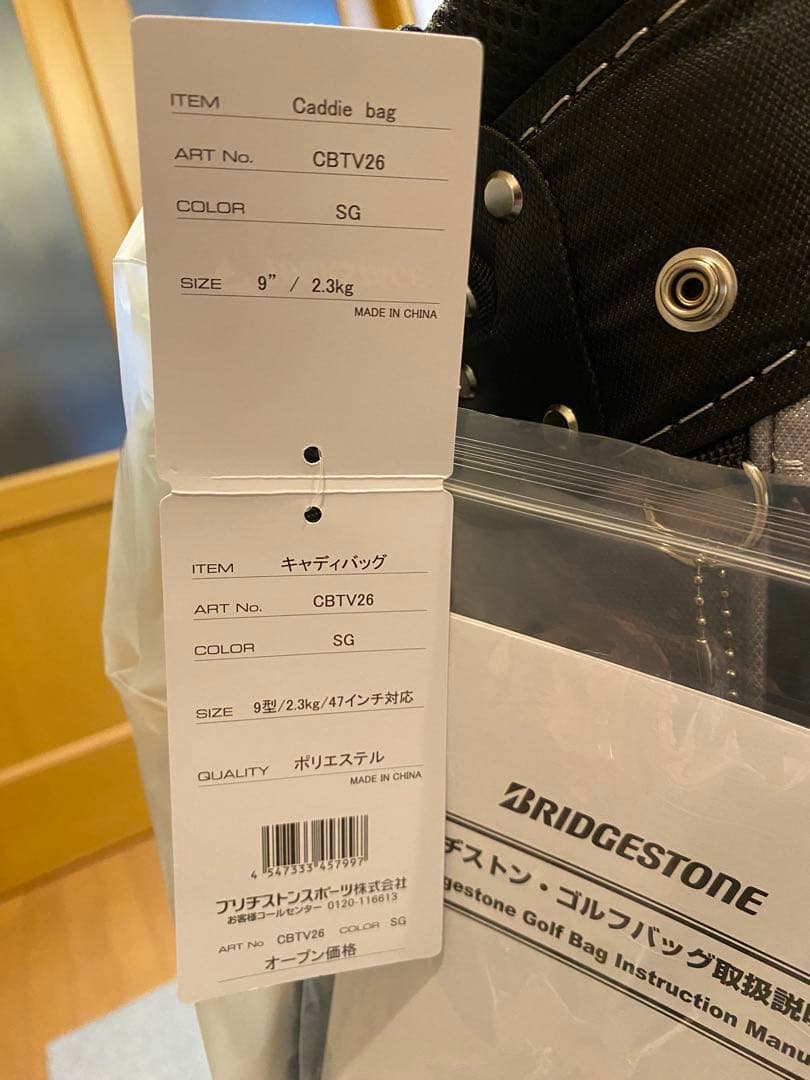 ITEM Caddie bag
ART No. CBTV26
COLOR SG
SIZE 9” / 2.3kg
MADE IN CHINA
ITEM キャディバッグ
ART No. CBTV26
COLOR SG
SIZE 9型/2.3kg/47インチ対応
QUALITY ポリエステル
MADE IN CHINA
4 547333 457997
ブリヂストンスポーツ株式会社
お客様コールセンター 0120-116613
ART No CBTV26 COLOR SG
オープン価格
BRIDGESTONE
ヂストン・ゴルフバッグ取扱説
gestone Golf Bag Instruction Manu